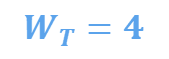 W_T = 4